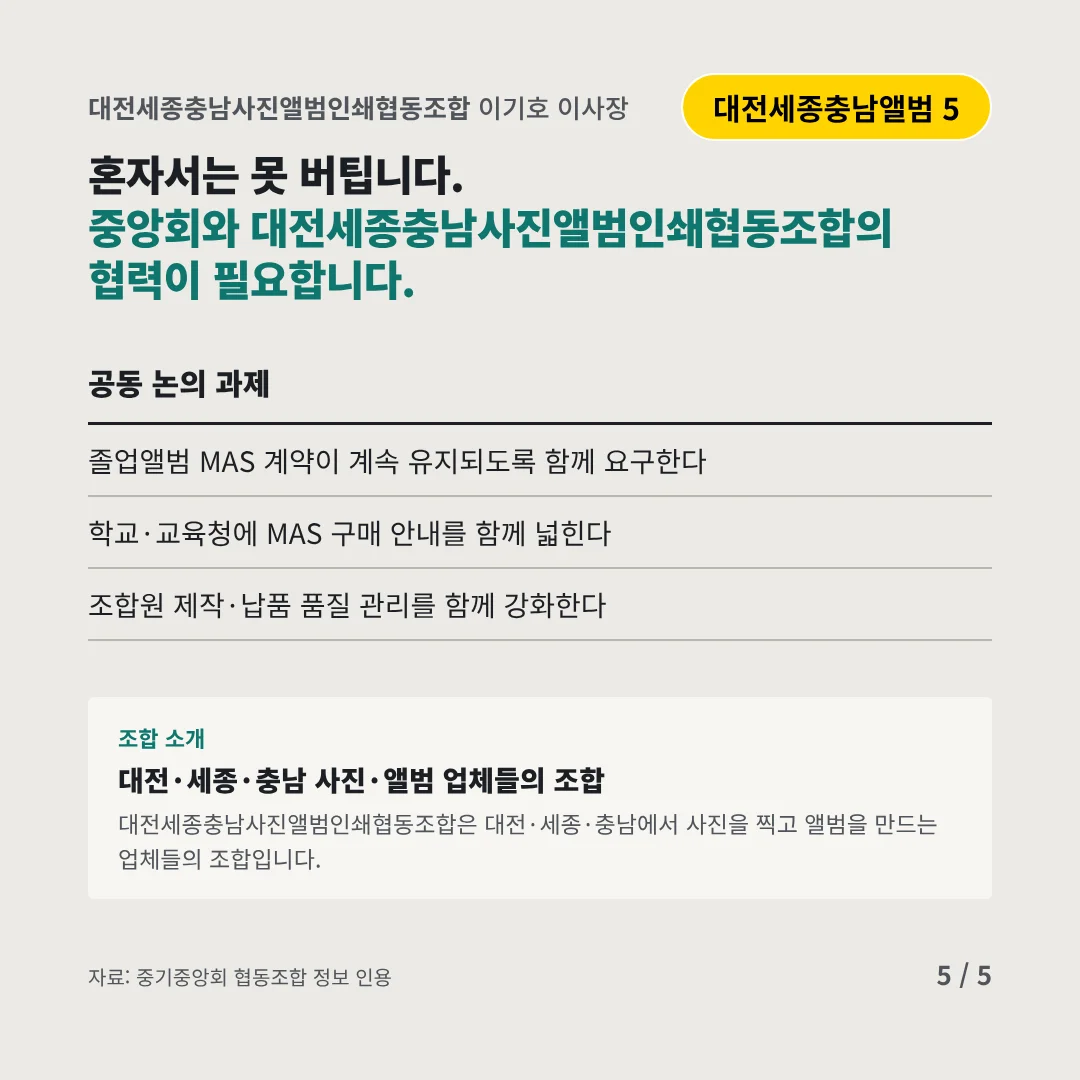 대전세종충남사진앨범인쇄협동조합 이기호 이사장
대전세종충남앨범 5
혼자서는 못 버팁니다.
중앙회와 대전세종충남사진앨범인쇄협동조합의
협력이 필요합니다.
공동 논의 과제
졸업앨범 MAS 계약이 계속 유지되도록 함께 요구한다
학교·교육청에 MAS 구매 안내를 함께 넓힌다
조합원 제작·납품 품질 관리를 함께 강화한다
조합 소개
대전·세종·충남 사진·앨범 업체들의 조합
대전세종충남사진앨범인쇄협동조합은 대전·세종·충남에서 사진을 찍고 앨범을 만드는
업체들의 조합입니다.
자료: 중기중앙회 협동조합 정보 인용
5 / 5